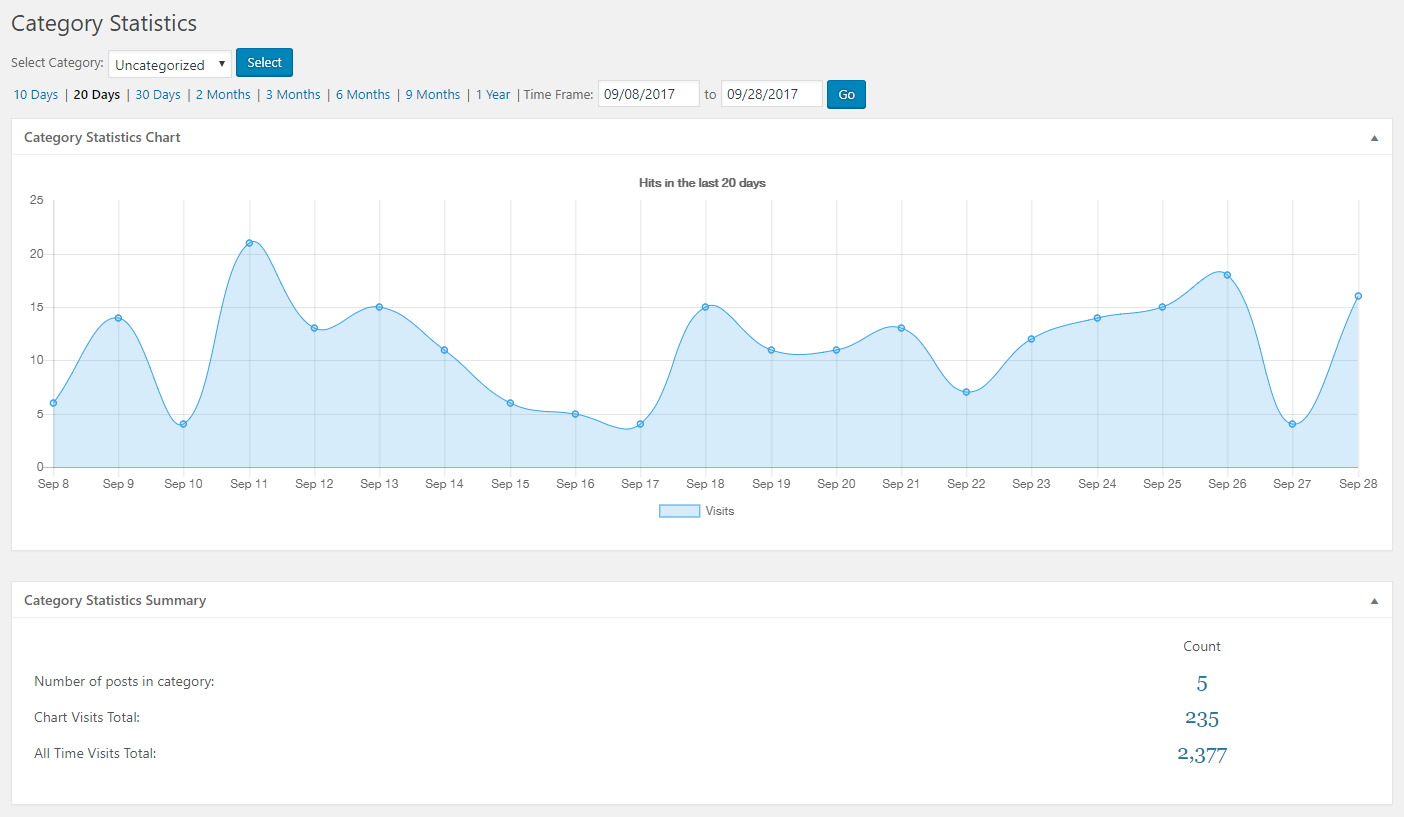 Category Statistics
Select Category: Uncategorized Select
10 Days | 20 Days | 30 Days | 2 Months | 3 Months | 6 Months | 9 Months | 1 Year | Time Frame: 09/08/2017 to 09/28/2017 Go
Category Statistics Chart
Hits in the last 20 days
25
20
15
10
5
0
Sep 8 Sep 9 Sep 10 Sep 11 Sep 12 Sep 13 Sep 14 Sep 15 Sep 16 Sep 17 Sep 18 Sep 19 Sep 20 Sep 21 Sep 22 Sep 23 Sep 24 Sep 25 Sep 26 Sep 27 Sep 28
Visits
Category Statistics Summary
Count
Number of posts in category: 5
Chart Visits Total: 235
All Time Visits Total: 2,377